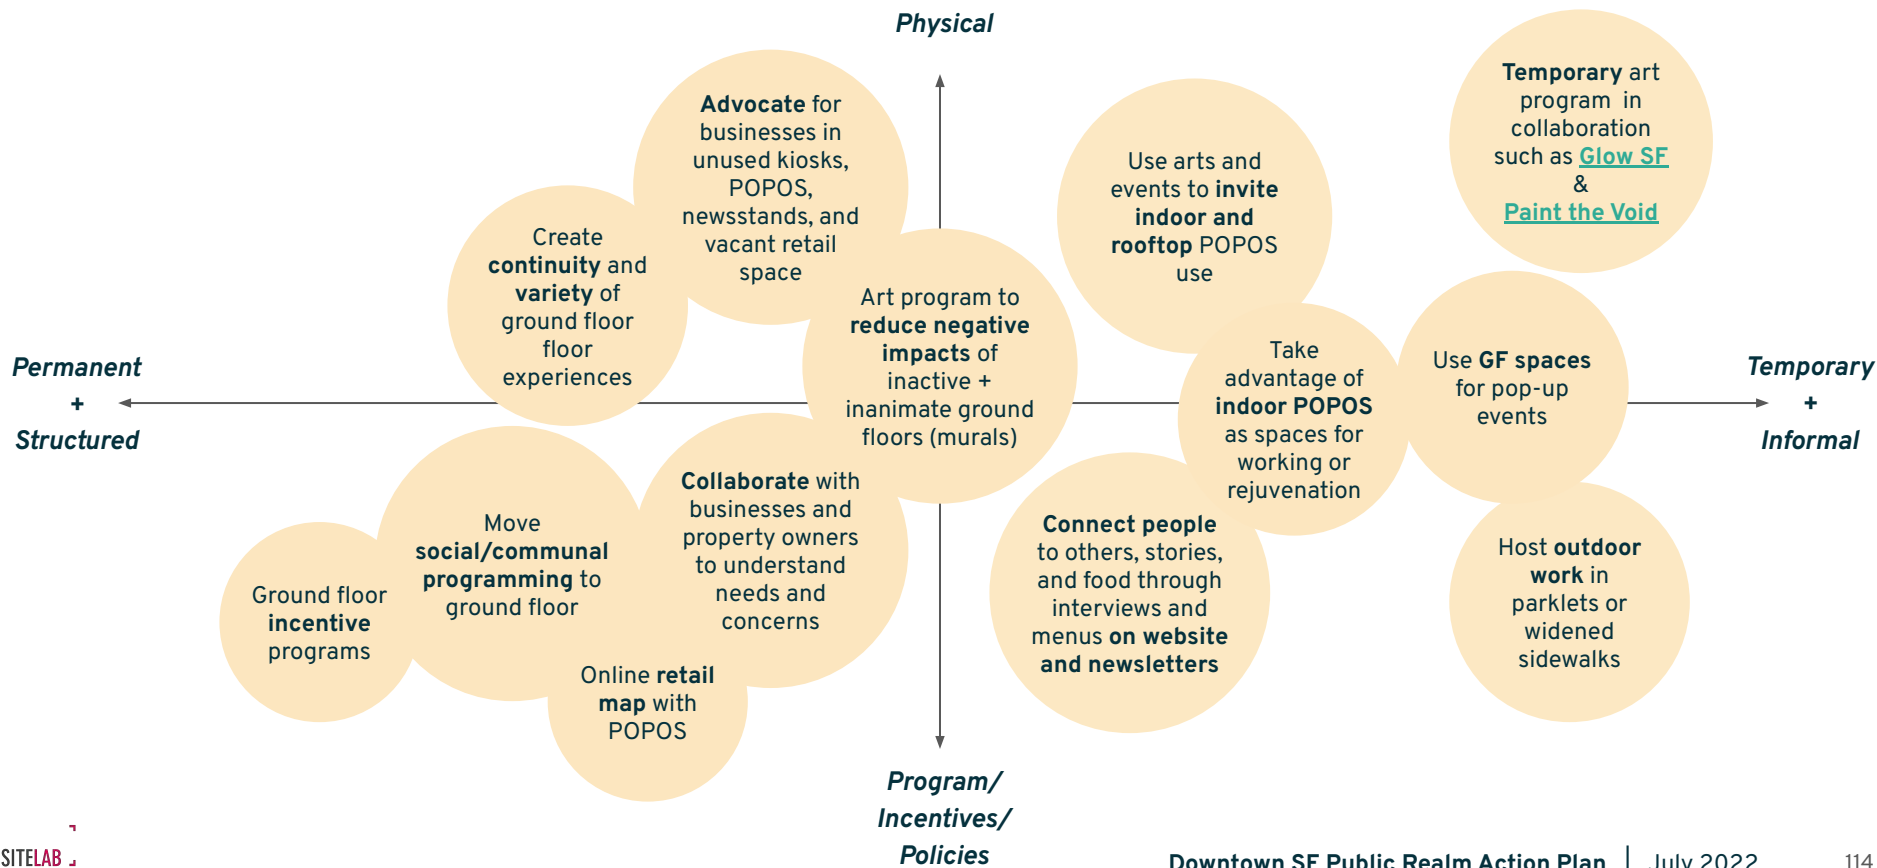 Physical
Temporary art
program in
collaboration
such as Glow SF
&
Paint the Void
Advocate for
businesses in
unused kiosks,
POPOS,
newsstands, and
vacant retail
space
Use arts and
events to invite
indoor and
rooftop POPOS
use
Create
continuity and
variety of
ground floor
floor
experiences
Art program to
reduce negative
impacts of
inactive +
inanimate ground
floors (murals)
Permanent
+
Structured
Take
advantage of
indoor POPOS
as spaces for
working or
rejuvenation
Use GF spaces
for pop-up
events
Temporary
+
Informal
Collaborate with
businesses and
property owners
to understand
needs and
concerns
Move
social/communal
programming to
ground floor
Ground floor
incentive
programs
Online retail
map with
POPOS
Connect people
to others, stories,
and food through
interviews and
menus on website
and newsletters
Host outdoor
work in
parklets or
widened
sidewalks
Program/
Incentives/
Policies
SITELAB
Downtown SF Public Realm Action Plan | July 2022 114